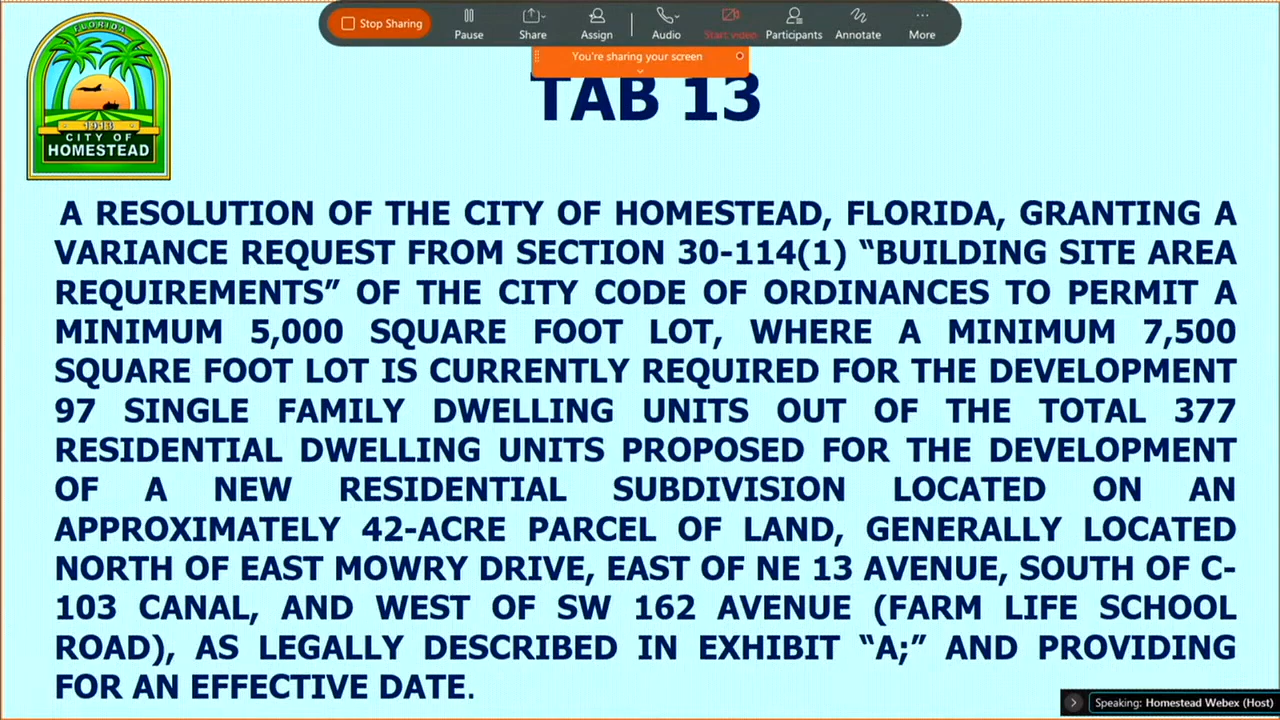 Stop Sharing
Pause
Share
Assign
Audio
Start video
Participants
Annotate
More
You're sharing your screen
FLORIDA
1913
CITY OF
HOMESTEAD
TAB 13
A RESOLUTION OF THE CITY OF HOMESTEAD, FLORIDA, GRANTING A
VARIANCE REQUEST FROM SECTION 30-114(1) “BUILDING SITE AREA
REQUIREMENTS” OF THE CITY CODE OF ORDINANCES TO PERMIT A
MINIMUM 5,000 SQUARE FOOT LOT, WHERE A MINIMUM 7,500
SQUARE FOOT LOT IS CURRENTLY REQUIRED FOR THE DEVELOPMENT
97 SINGLE FAMILY DWELLING UNITS OUT OF THE TOTAL 377
RESIDENTIAL DWELLING UNITS PROPOSED FOR THE DEVELOPMENT
OF A NEW RESIDENTIAL SUBDIVISION LOCATED ON AN
APPROXIMATELY 42-ACRE PARCEL OF LAND, GENERALLY LOCATED
NORTH OF EAST MOWRY DRIVE, EAST OF NE 13 AVENUE, SOUTH OF C-
103 CANAL, AND WEST OF SW 162 AVENUE (FARM LIFE SCHOOL
ROAD), AS LEGALLY DESCRIBED IN EXHIBIT “A;” AND PROVIDING
FOR AN EFFECTIVE DATE.
Speaking: Homestead Webex (Host)